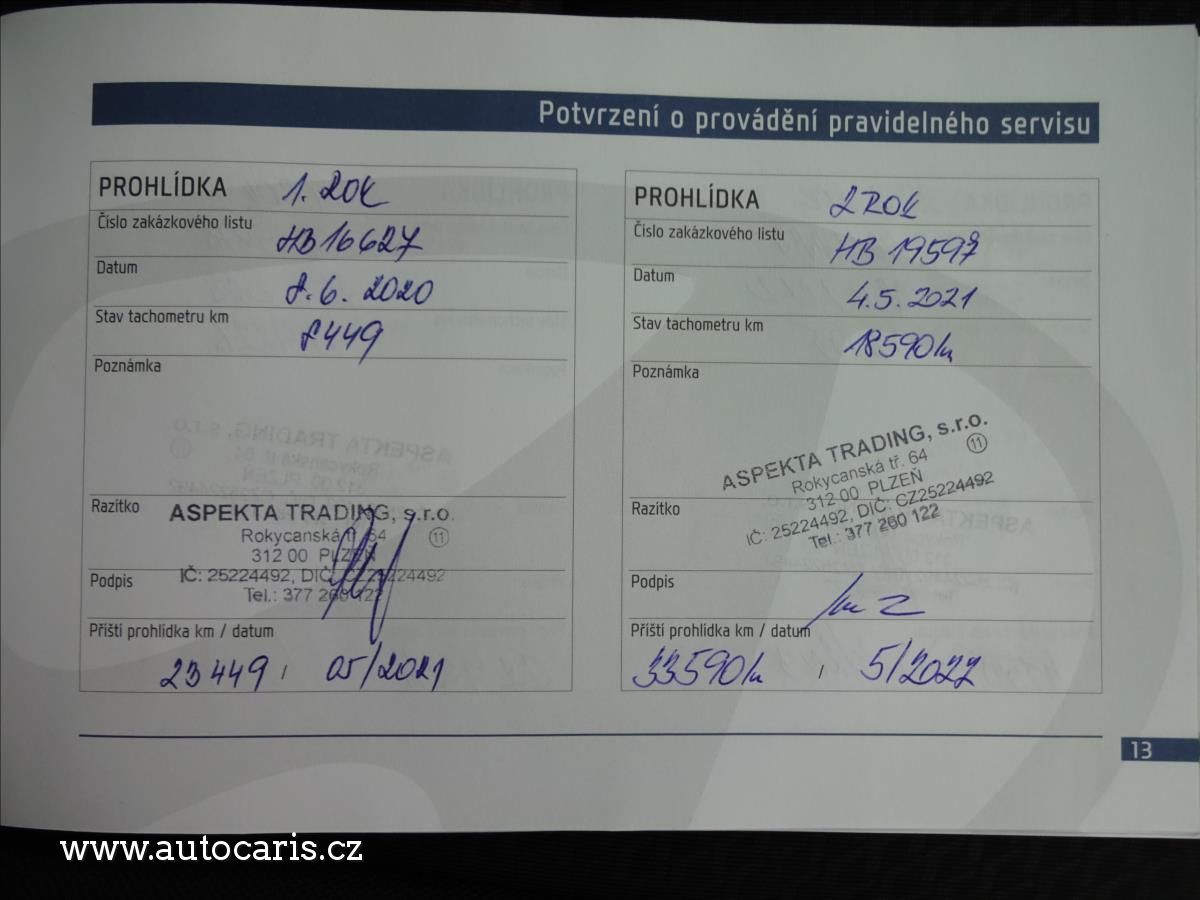 Potvrzení o provádění pravidelného servisu
PROHLÍDKA 1. ROK
Číslo zakázkového listu HB16627
Datum 8.6. 2020
Stav tachometru km 8449
Poznámka
Razítko
ASPEKTA TRADING, s.r.o.
Rokycanská tř. 64 11
312 00 PLZEŇ
IČ: 25224492, DIČ: CZ25224492
Tel.: 377 260 122
Podpis
Příští prohlídka km / datum
23 449 / 05/2021
PROHLÍDKA 2 ROK
Číslo zakázkového listu HB 19597
Datum 4.5.2021
Stav tachometru km 18590km
Poznámka
ASPEKTA TRADING, s.r.o.
Rokycanská tř. 64 11
312 00 PLZEŇ
IČ: 25224492, DIČ: CZ25224492
Tel.: 377 260 122
Razítko
Podpis
Příští prohlídka km / datum
33590km / 5/2022
13
www.autocaris.cz